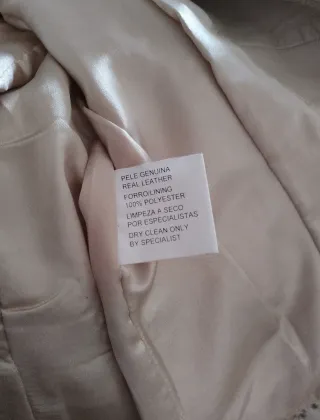 PELE GENUINA
REAL LEATHER
FORRO/LINING
100% POLYESTER
LIMPEZA A SECO
POR ESPECIALISTAS
DRY CLEAN ONLY
BY SPECIALIST